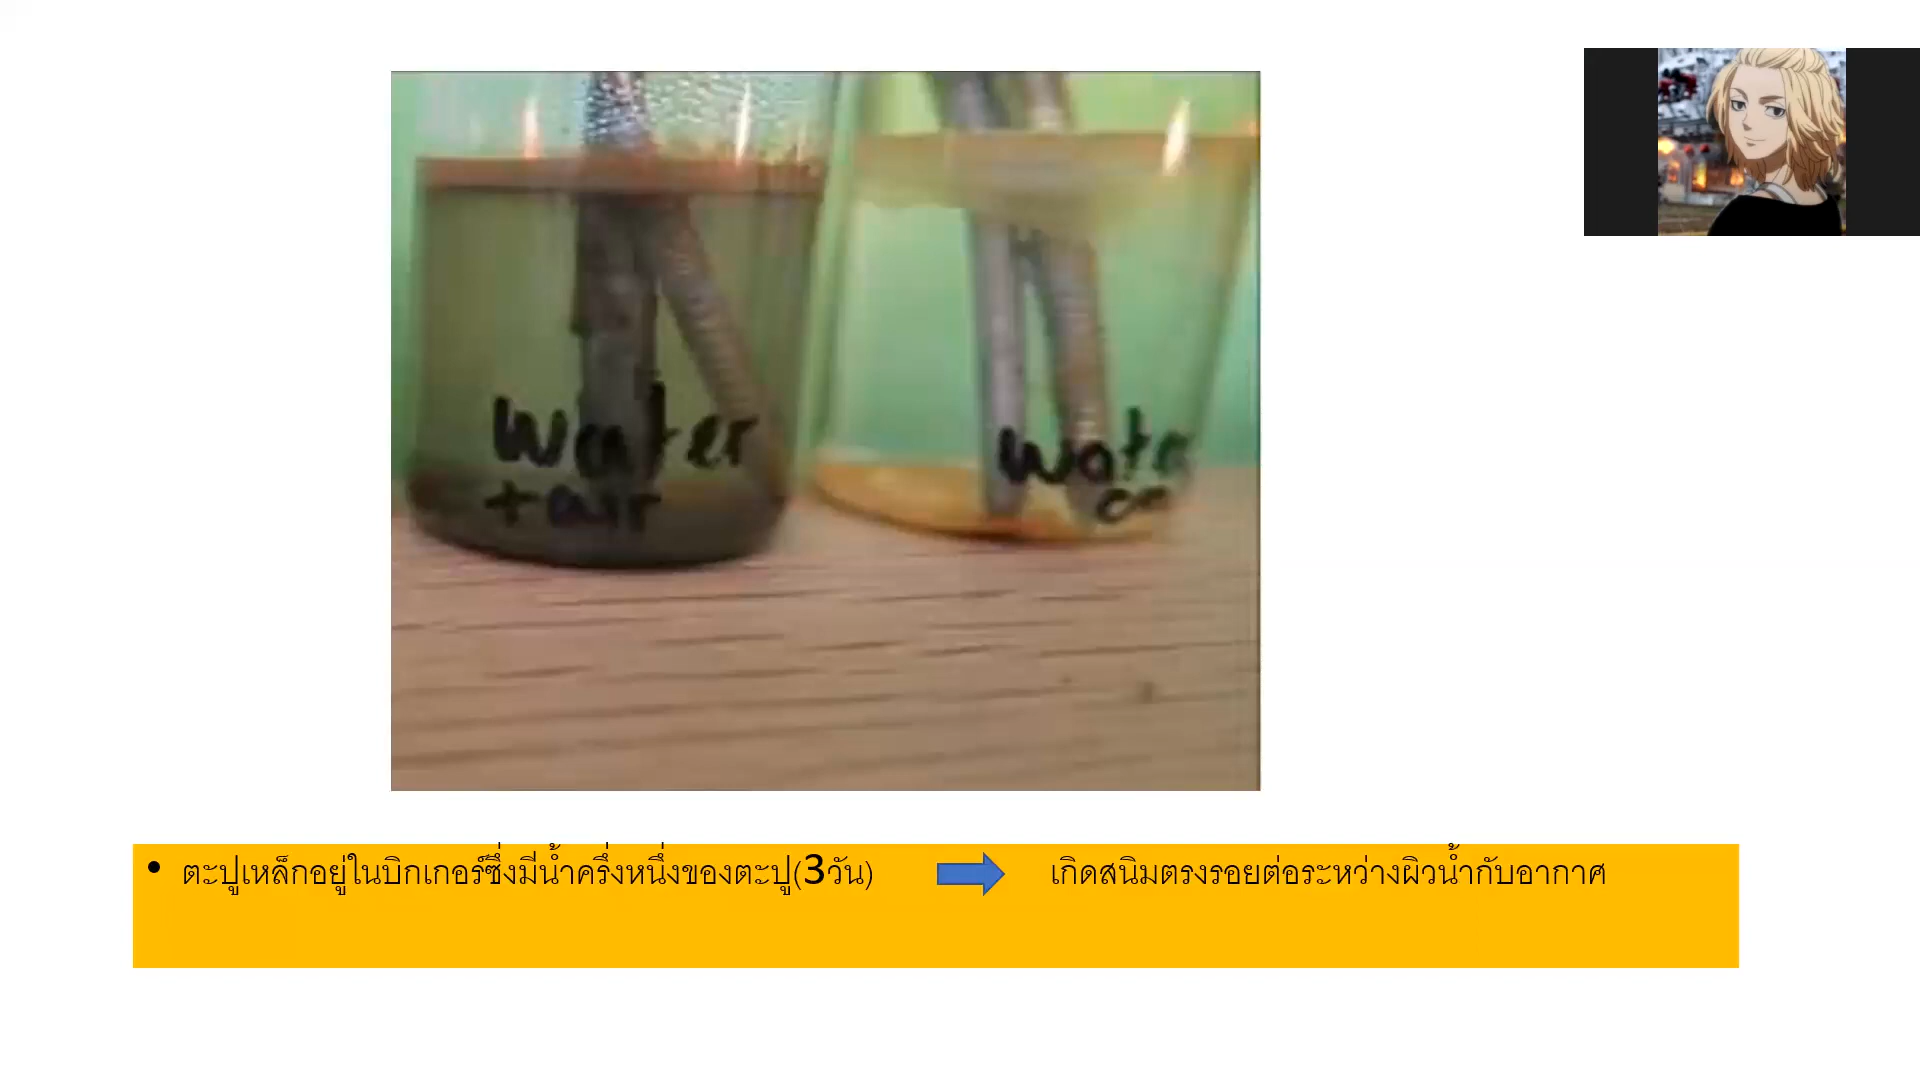 Water
+ air
Wate
• ตะปูเหล็กอยู่ในบิกเกอร์ซึ่งมีน้ำครึ่งหนึ่งของตะปู(3วัน) เกิดสนิมตรงรอยต่อระหว่างผิวน้ำกับอากาศ